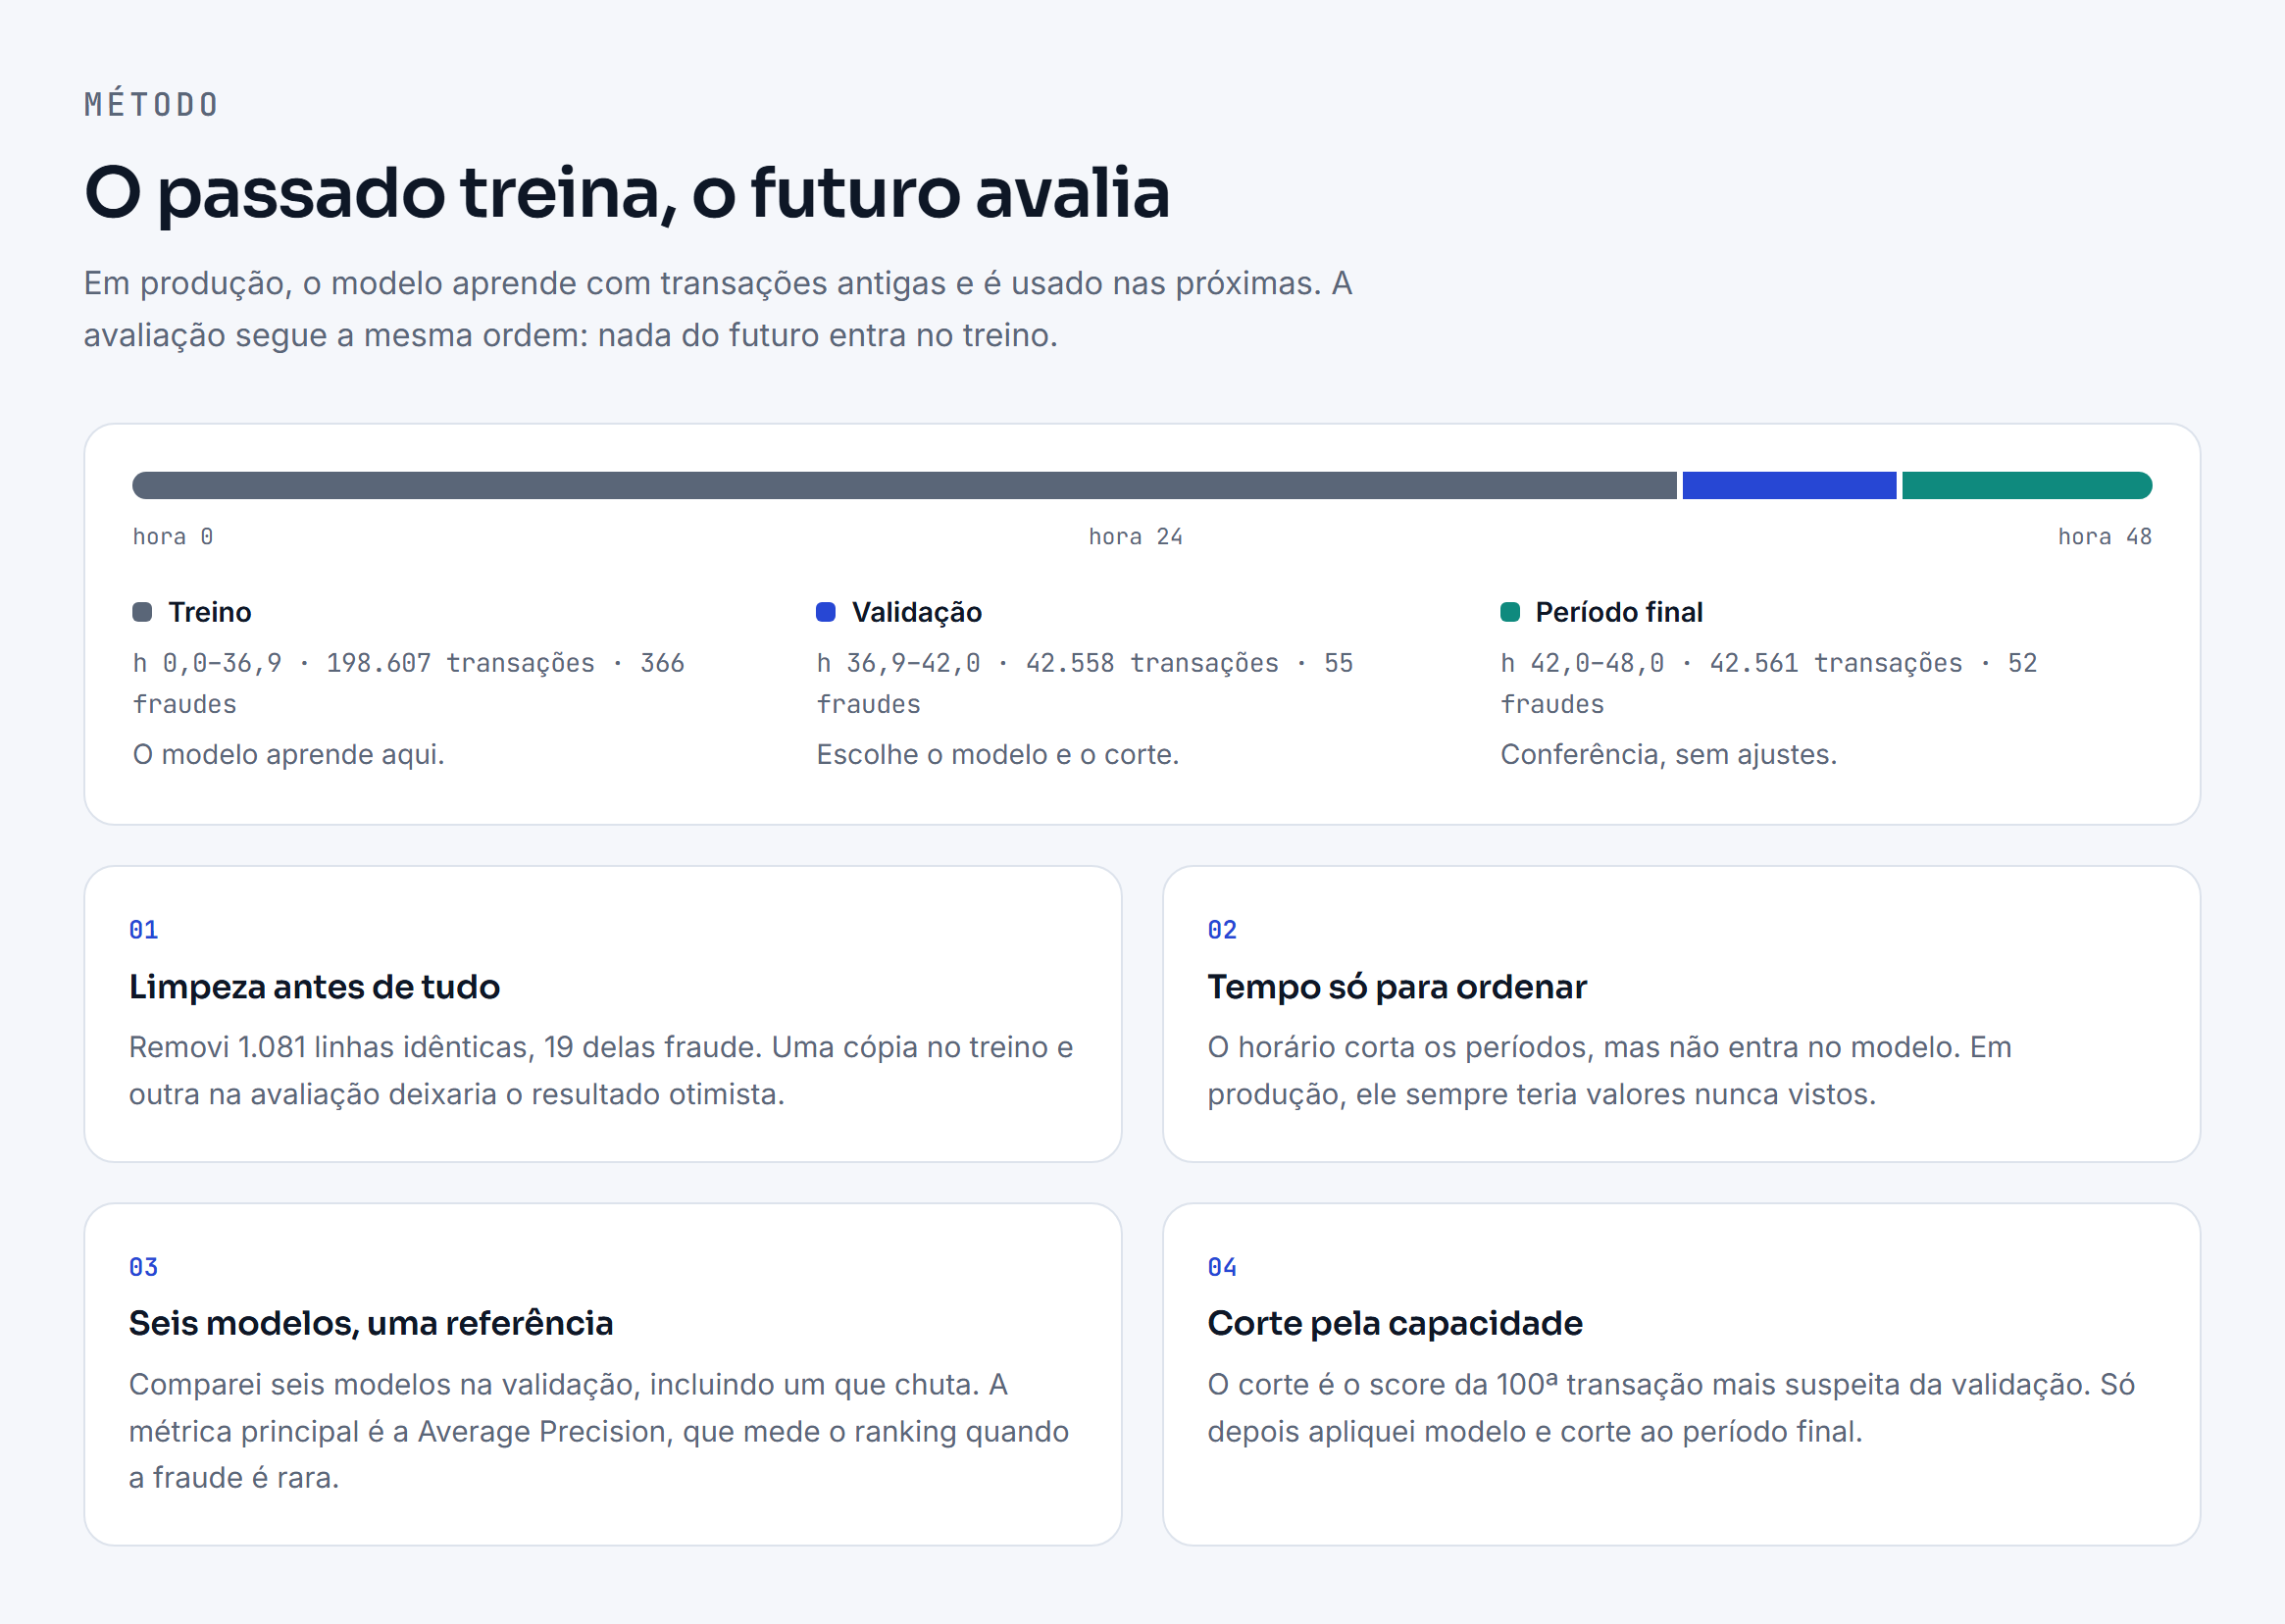 MÉTODO
O passado treina, o futuro avalia
Em produção, o modelo aprende com transações antigas e é usado nas próximas. A
avaliação segue a mesma ordem: nada do futuro entra no treino.
hora 0
hora 24
hora 48
Treino
h 0,0–36,9 · 198.607 transações · 366
fraudes
O modelo aprende aqui.
Validação
h 36,9–42,0 · 42.558 transações · 55
fraudes
Escolhe o modelo e o corte.
Período final
h 42,0–48,0 · 42.561 transações · 52
fraudes
Conferência, sem ajustes.
01
Limpeza antes de tudo
Removi 1.081 linhas idênticas, 19 delas fraude. Uma cópia no treino e
outra na avaliação deixaria o resultado otimista.
02
Tempo só para ordenar
O horário corta os períodos, mas não entra no modelo. Em
produção, ele sempre teria valores nunca vistos.
03
Seis modelos, uma referência
Comparei seis modelos na validação, incluindo um que chuta. A
métrica principal é a Average Precision, que mede o ranking quando
a fraude é rara.
04
Corte pela capacidade
O corte é o score da 100ª transação mais suspeita da validação. Só
depois apliquei modelo e corte ao período final.